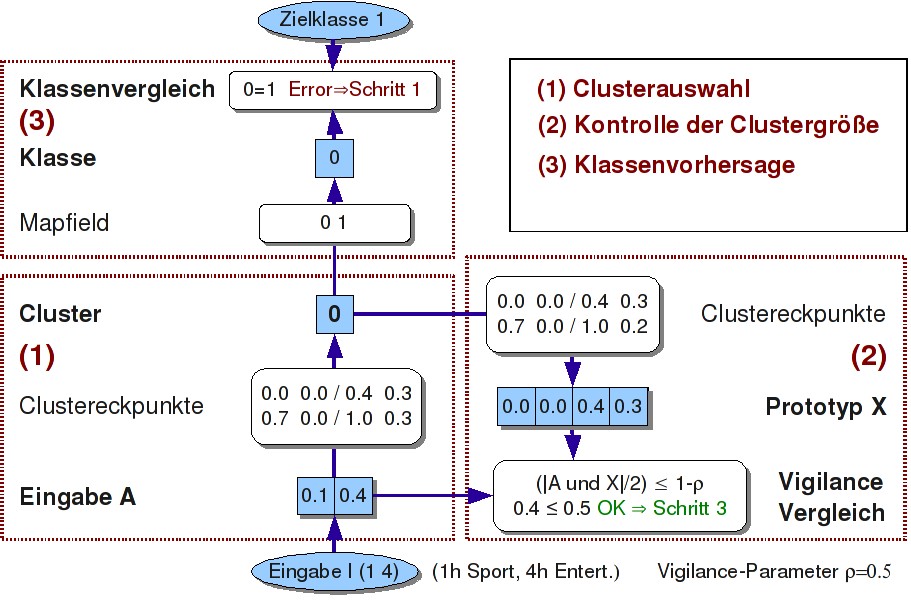 Zielklasse 1
Klassenvergleich
0=1 Error⇒Schritt 1
(3)
Klasse
0
Mapfield
0 1
(1) Clusterauswahl
(2) Kontrolle der Clustergröße
(3) Klassenvorhersage
Cluster
0
(1)
Clustereckpunkte
0.0 0.0 / 0.4 0.3
0.7 0.0 / 1.0 0.3
Eingabe A
0.1 0.4
0.0 0.0 / 0.4 0.3
0.7 0.0 / 1.0 0.2
Clustereckpunkte
(2)
0.0 0.0 0.4 0.3
Prototyp X
(|A und X|/2) ≤ 1-ρ
0.4 ≤ 0.5 OK ⇒ Schritt 3
Vigilance
Vergleich
Eingabe I (1 4) (1h Sport, 4h Entert.) Vigilance-Parameter ρ=0.5